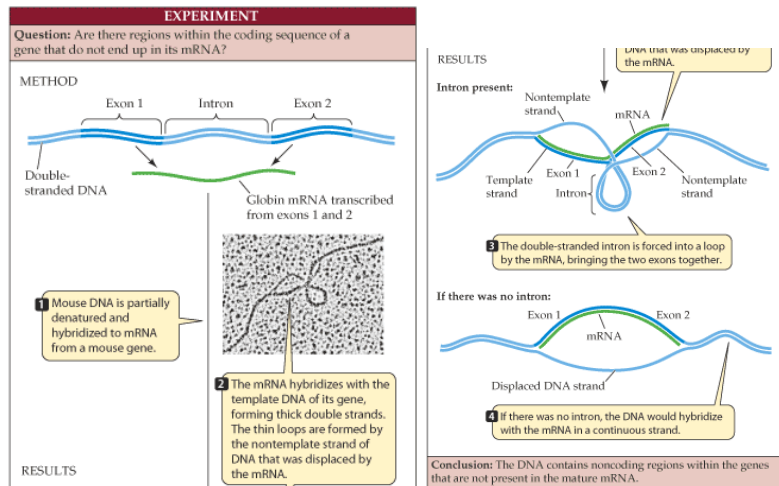 EXPERIMENT
Question: Are there regions within the coding sequence of a
gene that do not end up in its mRNA?
METHOD
Exon 1
Intron
Exon 2
Double-
stranded DNA
Globin mRNA transcribed
from exons 1 and 2
1 Mouse DNA is partially
denatured and
hybridized to mRNA
from a mouse gene.
2 The mRNA hybridizes with the
template DNA of its gene,
forming thick double strands.
The thin loops are formed by
the nontemplate strand of
DNA that was displaced by
the mRNA.
RESULTS
RESULTS
DNA that was displaced by
the mRNA.
Intron present:
Nontemplate
strand
mRNA
Exon 1
Exon 2
Template
strand
Intron
Nontemplate
strand
3 The double-stranded intron is forced into a loop
by the mRNA, bringing the two exons together.
If there was no intron:
Exon 1
Exon 2
mRNA
Displaced DNA strand
4 If there was no intron, the DNA would hybridize
with the mRNA in a continuous strand.
Conclusion: The DNA contains noncoding regions within the genes
that are not present in the mature mRNA.